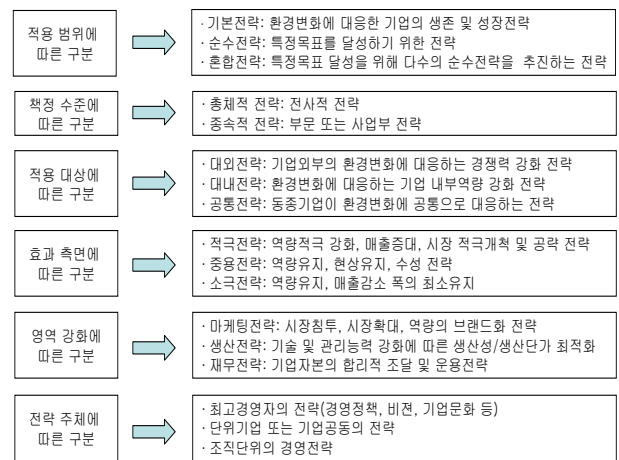 적용 범위에
따른 구분
· 기본전략: 환경변화에 대응한 기업의 생존 및 성장전략
· 순수전략: 특정목표를 달성하기 위한 전략
· 혼합전략: 특정목표 달성을 위해 다수의 순수전략을 추진하는 전략
책정 수준에
따른 구분
· 총체적 전략: 전사적 전략
· 종속적 전략: 부문 또는 사업부 전략
적용 대상에
따른 구분
· 대외전략: 기업외부의 환경변화에 대응하는 경쟁력 강화 전략
· 대내전략: 환경변화에 대응하는 기업 내부역량 강화 전략
· 공통전략: 동종기업이 환경변화에 공통으로 대응하는 전략
효과 측면에
따른 구분
· 적극전략: 역량적극 강화, 매출증대, 시장 적극개척 및 공략 전략
· 중용전략: 역량유지, 현상유지, 수성 전략
· 소극전략: 역량유지, 매출감소 폭의 최소유지
영역 강화에
따른 구분
· 마케팅전략: 시장침투, 시장확대, 역량의 브랜드화 전략
· 생산전략: 기술 및 관리능력 강화에 따른 생산성/생산단가 최적화
· 재무전략: 기업자본의 합리적 조달 및 운용전략
전략 주체에
따른 구분
· 최고경영자의 전략(경영정책, 비젼, 기업문화 등)
· 단위기업 또는 기업공동의 전략
· 조직단위의 경영전략